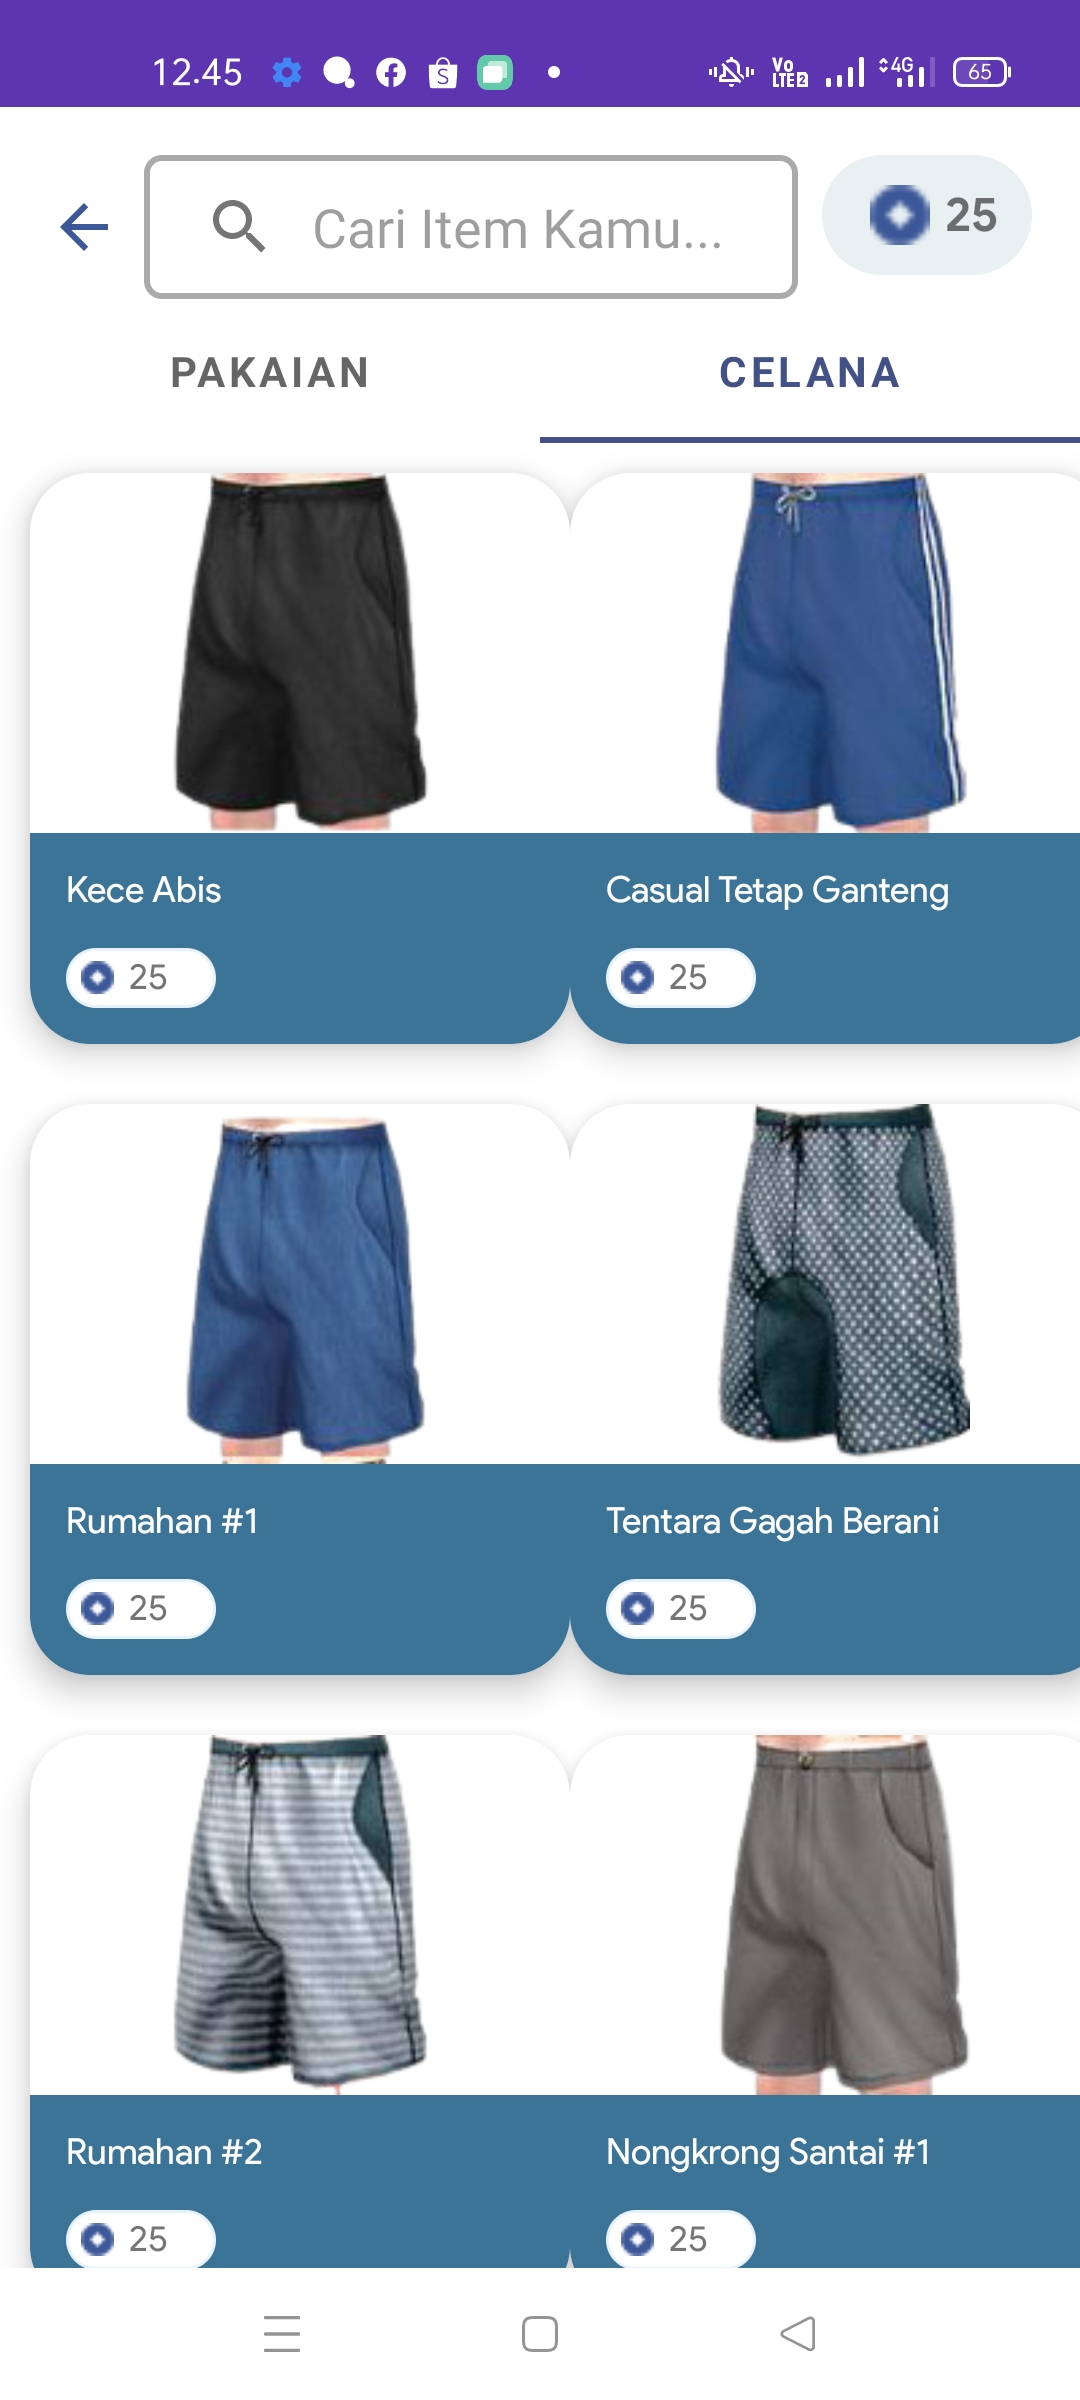 12.45
Vo
LTE2
4G
65
Cari Item Kamu...
25
PAKAIAN
CELANA
Kece Abis
25
Casual Tetap Ganteng
25
Rumahan #1
25
Tentara Gagah Berani
25
Rumahan #2
25
Nongkrong Santai #1
25